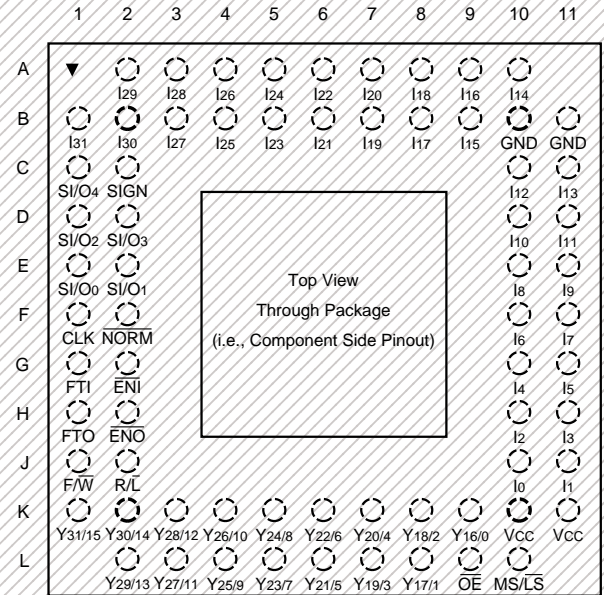 1 2 3 4 5 6 7 8 9 10 11
A ▼
I29 I28 I26 I24 I22 I20 I18 I16 I14
B
I31 I30 I27 I25 I23 I21 I19 I17 I15 GND GND
C
SI/O4 SIGN I12 I13
D
SI/O2 SI/O3 I10 I11
E
SI/O0 SI/O1 I8 I9
Top View
Through Package
(i.e., Component Side Pinout)
F
CLK N̅O̅R̅M̅ I6 I7
G
FTI E̅N̅I̅ I4 I5
H
FTO E̅N̅O̅ I2 I3
J
F/W̅ R/L̅ I0 I1
K
Y31/15 Y30/14 Y28/12 Y26/10 Y24/8 Y22/6 Y20/4 Y18/2 Y16/0 VCC VCC
L
Y29/13 Y27/11 Y25/9 Y23/7 Y21/5 Y19/3 Y17/1 O̅E̅ MS/L̅S̅